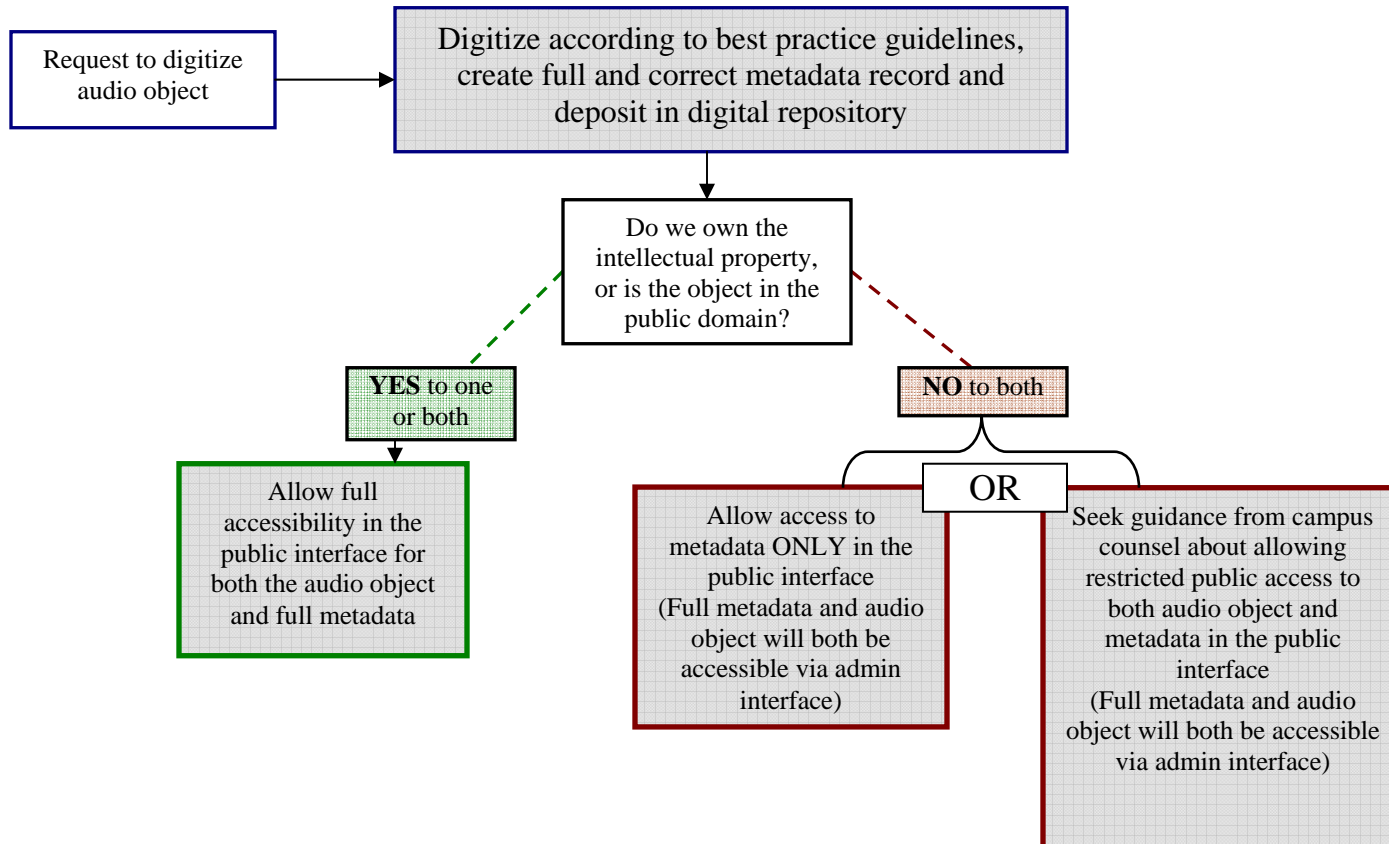 Request to digitize
audio object
Digitize according to best practice guidelines,
create full and correct metadata record and
deposit in digital repository
Do we own the
intellectual property,
or is the object in the
public domain?
YES to one
or both
NO to both
Allow full
accessibility in the
public interface for
both the audio object
and full metadata
OR
Allow access to
metadata ONLY in the
public interface
(Full metadata and audio
object will both be
accessible via admin
interface)
Seek guidance from campus
counsel about allowing
restricted public access to
both audio object and
metadata in the public
interface
(Full metadata and audio
object will both be accessible
via admin interface)